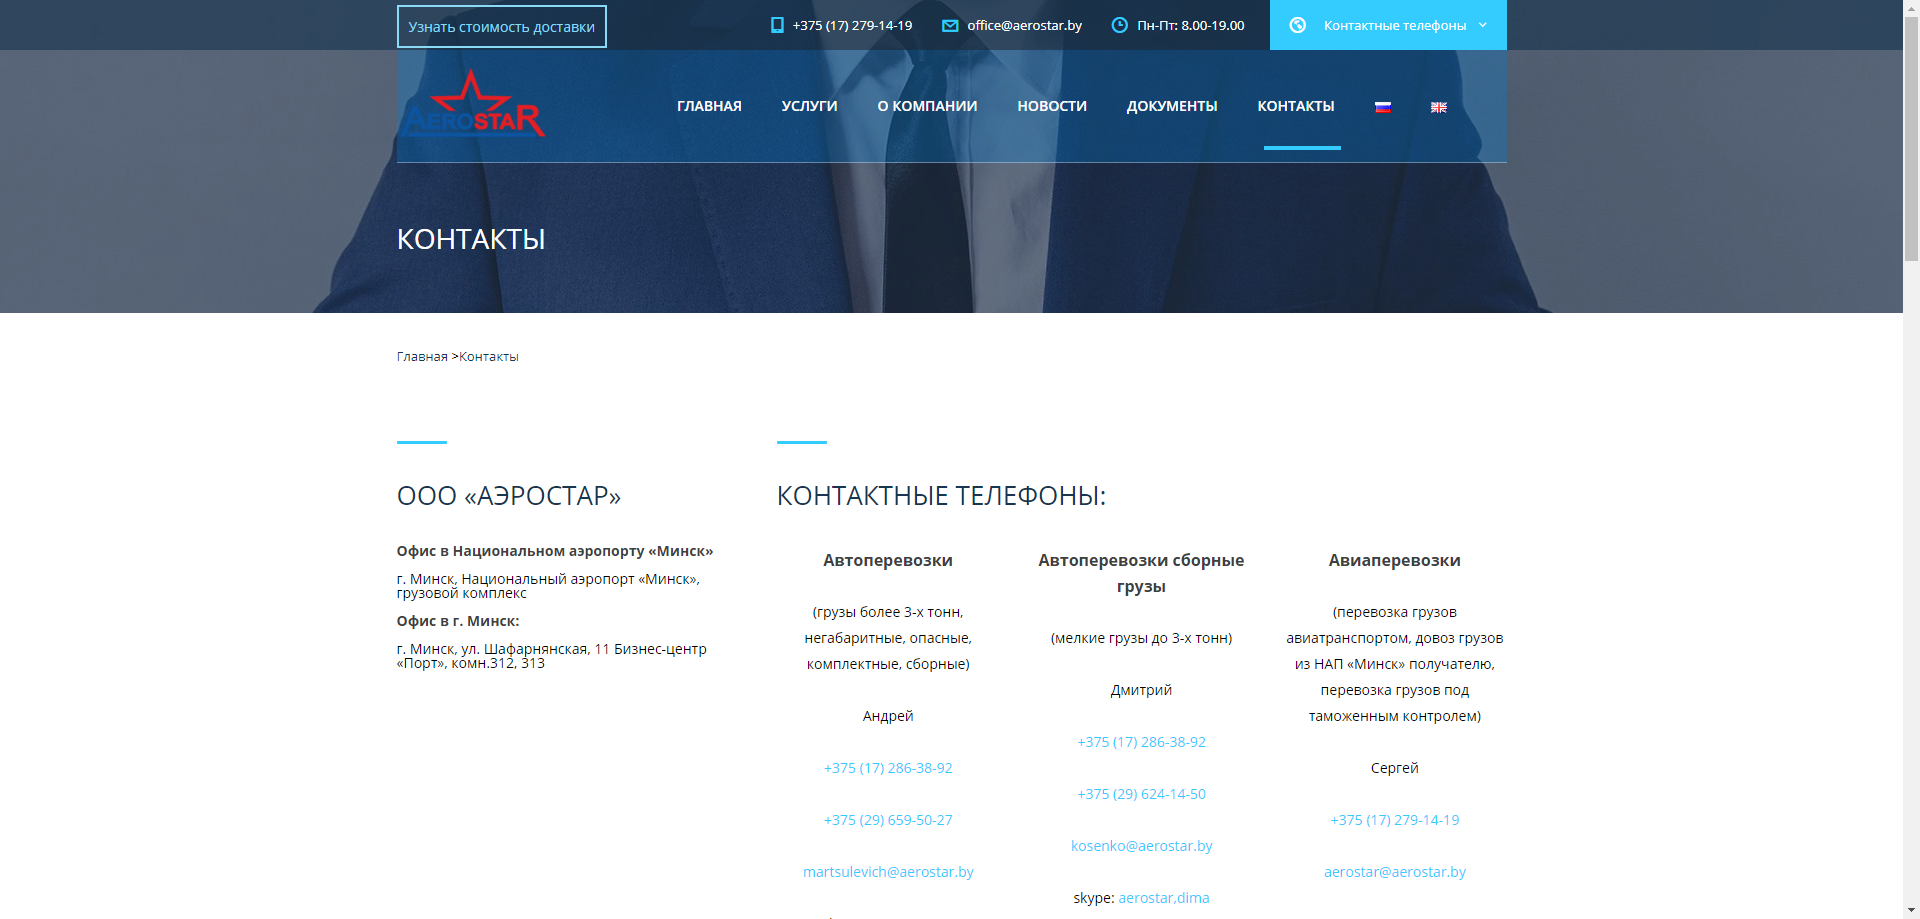 Узнать стоимость доставки
+375 (17) 279-14-19
office@aerostar.by
Пн-Пт: 8.00-19.00
Контактные телефоны
AEROSTAR
ГЛАВНАЯ
УСЛУГИ
О КОМПАНИИ
НОВОСТИ
ДОКУМЕНТЫ
КОНТАКТЫ
КОНТАКТЫ
Главная >Контакты
ООО «АЭРОСТАР»
Офис в Национальном аэропорту «Минск»
г. Минск, Национальный аэропорт «Минск»,
грузовой комплекс
Офис в г. Минск:
г. Минск, ул. Шафарнянская, 11 Бизнес-центр
«Порт», комн.312, 313
КОНТАКТНЫЕ ТЕЛЕФОНЫ:
Автоперевозки
(грузы более 3-х тонн,
негабаритные, опасные,
комплектные, сборные)
Андрей
+375 (17) 286-38-92
+375 (29) 659-50-27
martsulevich@aerostar.by
Автоперевозки сборные
грузы
(мелкие грузы до 3-х тонн)
Дмитрий
+375 (17) 286-38-92
+375 (29) 624-14-50
kosenko@aerostar.by
skype: aerostar,dima
Авиаперевозки
(перевозка грузов
авиатранспортом, довоз грузов
из НАП «Минск» получателю,
перевозка грузов под
таможенным контролем)
Сергей
+375 (17) 279-14-19
aerostar@aerostar.by